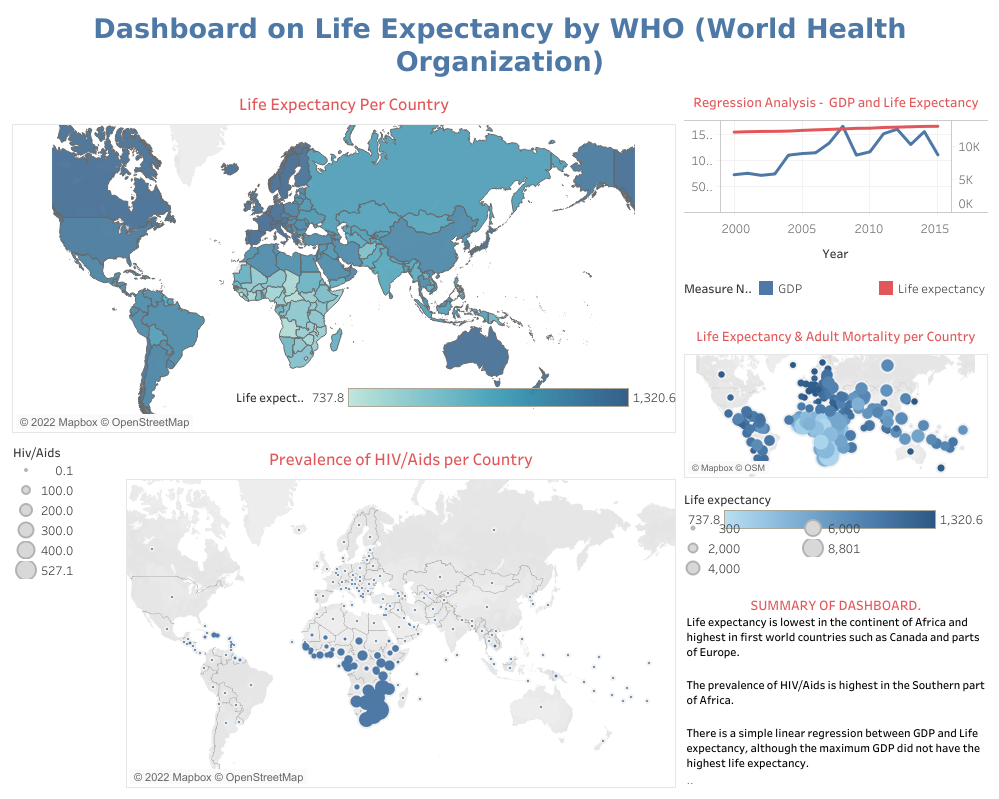 Dashboard on Life Expectancy by WHO (World Health
Organization)
Life Expectancy Per Country
Life expect.. 737.8 1,320.6
© 2022 Mapbox © OpenStreetMap
Regression Analysis - GDP and Life Expectancy
15..
10..
50..
10K
5K
0K
2000 2005 2010 2015
Year
Measure N.. GDP Life expectancy
Life Expectancy & Adult Mortality per Country
© Mapbox © OSM
Life expectancy
737.8 1,320.6
300 6,000
2,000 8,801
4,000
Hiv/Aids
0.1
100.0
200.0
300.0
400.0
527.1
Prevalence of HIV/Aids per Country
© 2022 Mapbox © OpenStreetMap
SUMMARY OF DASHBOARD.
Life expectancy is lowest in the continent of Africa and
highest in first world countries such as Canada and parts
of Europe.
The prevalence of HIV/Aids is highest in the Southern part
of Africa.
There is a simple linear regression between GDP and Life
expectancy, although the maximum GDP did not have the
highest life expectancy.
..